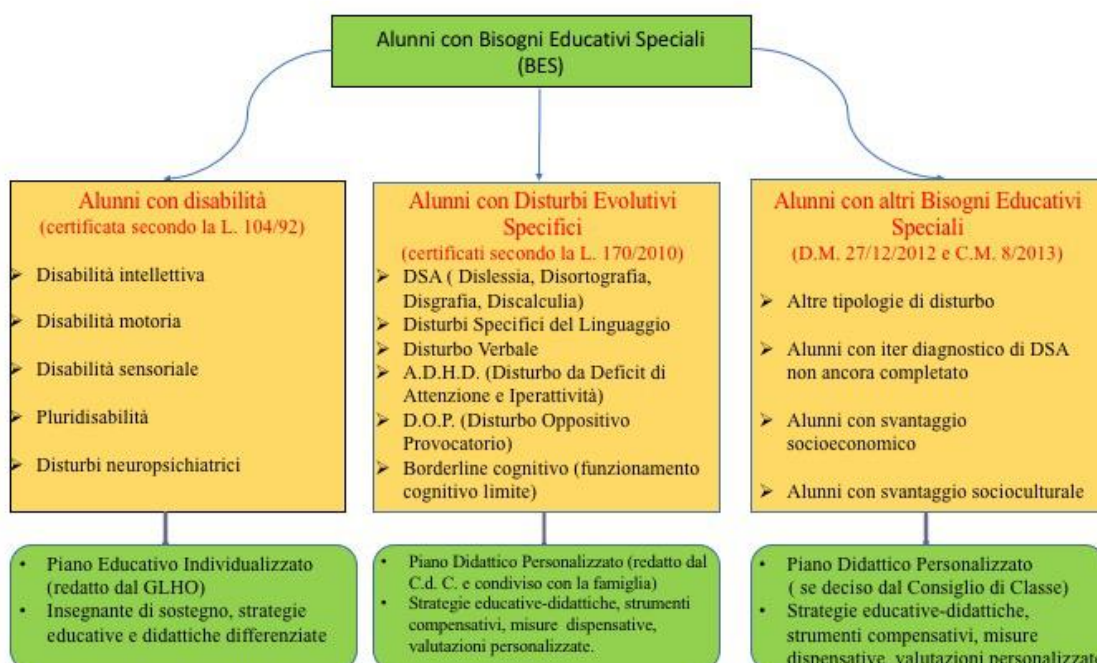 Alunni con Bisogni Educativi Speciali
(BES)
Alunni con disabilità
(certificata secondo la L. 104/92)
➢ Disabilità intellettiva
➢ Disabilità motoria
➢ Disabilità sensoriale
➢ Pluridisabilità
➢ Disturbi neuropsichiatrici
• Piano Educativo Individualizzato
(redatto dal GLHO)
• Insegnante di sostegno, strategie
educative e didattiche differenziate
Alunni con Disturbi Evolutivi
Specifici
(certificati secondo la L. 170/2010)
➢ DSA ( Dislessia, Disortografia,
Disgrafia, Discalculia)
➢ Disturbi Specifici del Linguaggio
➢ Disturbo Verbale
➢ A.D.H.D. (Disturbo da Deficit di
Attenzione e Iperattività)
➢ D.O.P. (Disturbo Oppositivo
Provocatorio)
➢ Borderline cognitivo (funzionamento
cognitivo limite)
• Piano Didattico Personalizzato (redatto dal
C.d. C. e condiviso con la famiglia)
• Strategie educative-didattiche, strumenti
compensativi, misure dispensative,
valutazioni personalizzate.
Alunni con altri Bisogni Educativi
Speciali
(D.M. 27/12/2012 e C.M. 8/2013)
➢ Altre tipologie di disturbo
➢ Alunni con iter diagnostico di DSA
non ancora completato
➢ Alunni con svantaggio
socioeconomico
➢ Alunni con svantaggio socioculturale
• Piano Didattico Personalizzato
( se deciso dal Consiglio di Classe)
• Strategie educative-didattiche,
strumenti compensativi, misure
dispensative, valutazioni personalizzate